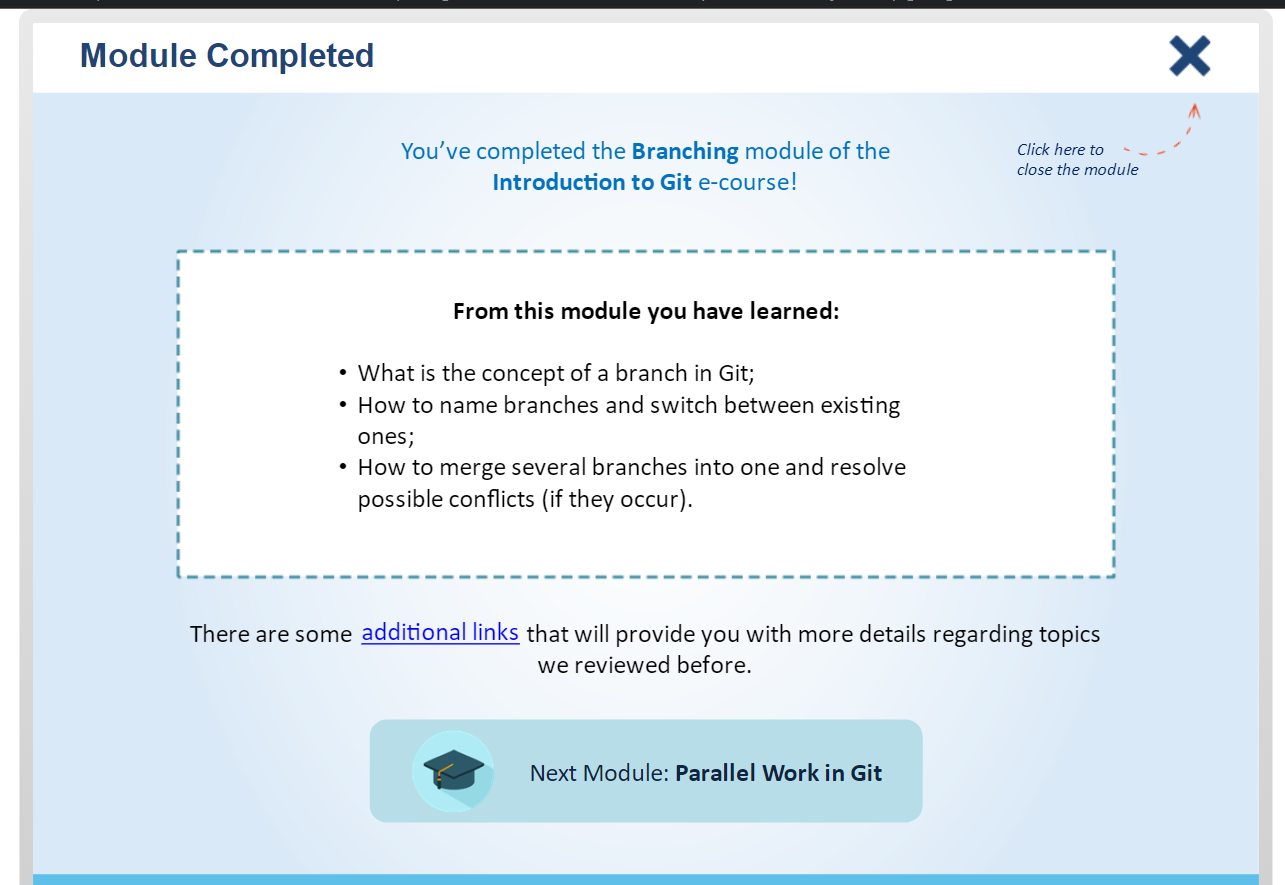 Module Completed
You’ve completed the Branching module of the
Introduction to Git e-course!
Click here to
close the module
From this module you have learned:
• What is the concept of a branch in Git;
• How to name branches and switch between existing
ones;
• How to merge several branches into one and resolve
possible conflicts (if they occur).
There are some additional links that will provide you with more details regarding topics
we reviewed before.
Next Module: Parallel Work in Git